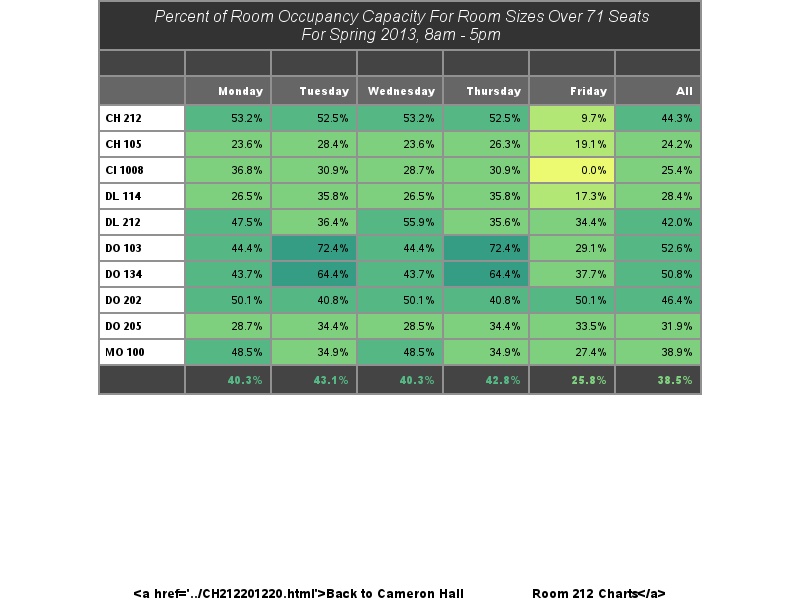 Percent of Room Occupancy Capacity For Room Sizes Over 71 Seats
For Spring 2013, 8am - 5pm
Monday Tuesday Wednesday Thursday Friday All
CH 212 53.2% 52.5% 53.2% 52.5% 9.7% 44.3%
CH 105 23.6% 28.4% 23.6% 26.3% 19.1% 24.2%
CI 1008 36.8% 30.9% 28.7% 30.9% 0.0% 25.4%
DL 114 26.5% 35.8% 26.5% 35.8% 17.3% 28.4%
DL 212 47.5% 36.4% 55.9% 35.6% 34.4% 42.0%
DO 103 44.4% 72.4% 44.4% 72.4% 29.1% 52.6%
DO 134 43.7% 64.4% 43.7% 64.4% 37.7% 50.8%
DO 202 50.1% 40.8% 50.1% 40.8% 50.1% 46.4%
DO 205 28.7% 34.4% 28.5% 34.4% 33.5% 31.9%
MO 100 48.5% 34.9% 48.5% 34.9% 27.4% 38.9%
40.3% 43.1% 40.3% 42.8% 25.8% 38.5%
<a href='../CH212201220.html'>Back to Cameron Hall Room 212 Charts</a>